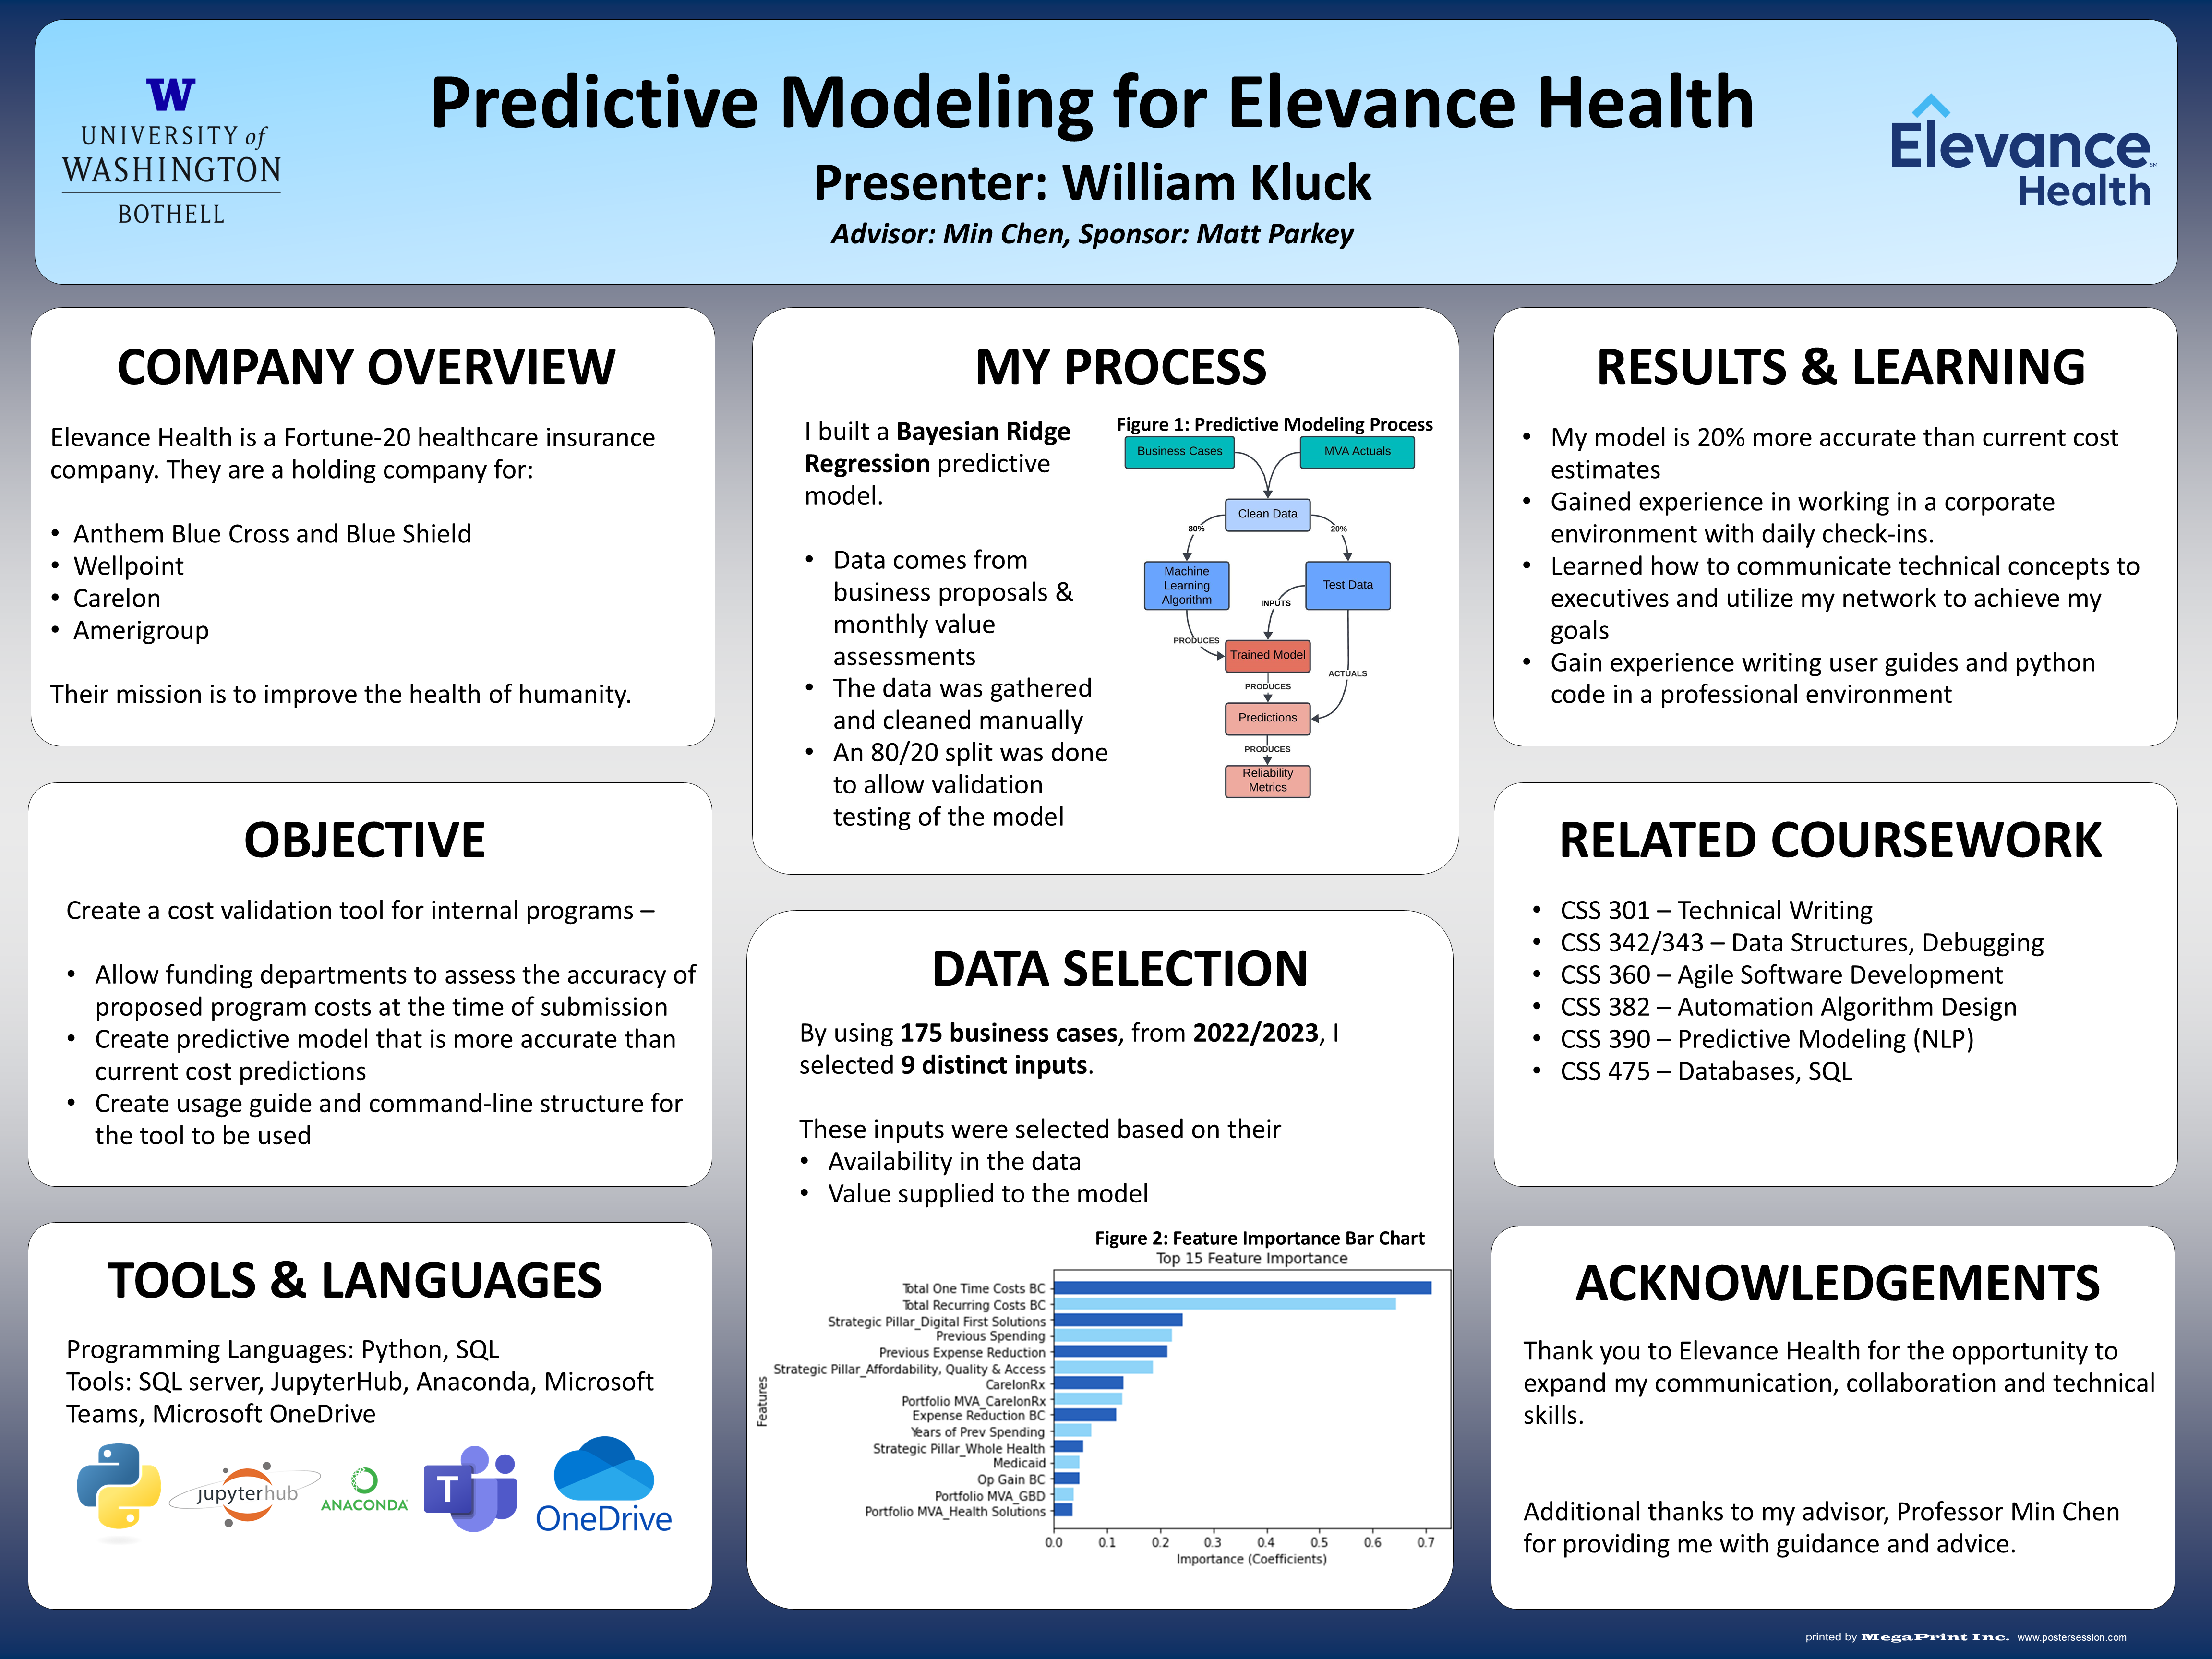 W
UNIVERSITY of
WASHINGTON
BOTHELL
Predictive Modeling for Elevance Health
Presenter: William Kluck
Advisor: Min Chen, Sponsor: Matt Parkey
Elevance
SM
Health
COMPANY OVERVIEW
Elevance Health is a Fortune-20 healthcare insurance
company. They are a holding company for:
• Anthem Blue Cross and Blue Shield
• Wellpoint
• Carelon
• Amerigroup
Their mission is to improve the health of humanity.
OBJECTIVE
Create a cost validation tool for internal programs –
• Allow funding departments to assess the accuracy of
proposed program costs at the time of submission
• Create predictive model that is more accurate than
current cost predictions
• Create usage guide and command-line structure for
the tool to be used
TOOLS & LANGUAGES
Programming Languages: Python, SQL
Tools: SQL server, JupyterHub, Anaconda, Microsoft
Teams, Microsoft OneDrive
jupyterhub
ANACONDA
T
OneDrive
MY PROCESS
I built a Bayesian Ridge
Regression predictive
model.
• Data comes from
business proposals &
monthly value
assessments
• The data was gathered
and cleaned manually
• An 80/20 split was done
to allow validation
testing of the model
Figure 1: Predictive Modeling Process
Business Cases
MVA Actuals
Clean Data
80%
20%
Machine
Learning
Algorithm
Test Data
INPUTS
PRODUCES
Trained Model
ACTUALS
PRODUCES
Predictions
PRODUCES
Reliability
Metrics
DATA SELECTION
By using 175 business cases, from 2022/2023, I
selected 9 distinct inputs.
These inputs were selected based on their
• Availability in the data
• Value supplied to the model
Figure 2: Feature Importance Bar Chart
Top 15 Feature Importance
Features
Total One Time Costs BC
Total Recurring Costs BC
Strategic Pillar_Digital First Solutions
Previous Spending
Previous Expense Reduction
Strategic Pillar_Affordability, Quality & Access
CarelonRx
Portfolio MVA_CarelonRx
Expense Reduction BC
Years of Prev Spending
Strategic Pillar_Whole Health
Medicaid
Op Gain BC
Portfolio MVA_GBD
Portfolio MVA_Health Solutions
0.0 0.1 0.2 0.3 0.4 0.5 0.6 0.7
Importance (Coefficients)
RESULTS & LEARNING
• My model is 20% more accurate than current cost
estimates
• Gained experience in working in a corporate
environment with daily check-ins.
• Learned how to communicate technical concepts to
executives and utilize my network to achieve my
goals
• Gain experience writing user guides and python
code in a professional environment
RELATED COURSEWORK
• CSS 301 – Technical Writing
• CSS 342/343 – Data Structures, Debugging
• CSS 360 – Agile Software Development
• CSS 382 – Automation Algorithm Design
• CSS 390 – Predictive Modeling (NLP)
• CSS 475 – Databases, SQL
ACKNOWLEDGEMENTS
Thank you to Elevance Health for the opportunity to
expand my communication, collaboration and technical
skills.
Additional thanks to my advisor, Professor Min Chen
for providing me with guidance and advice.
printed by MegaPrint Inc. www.postersession.com